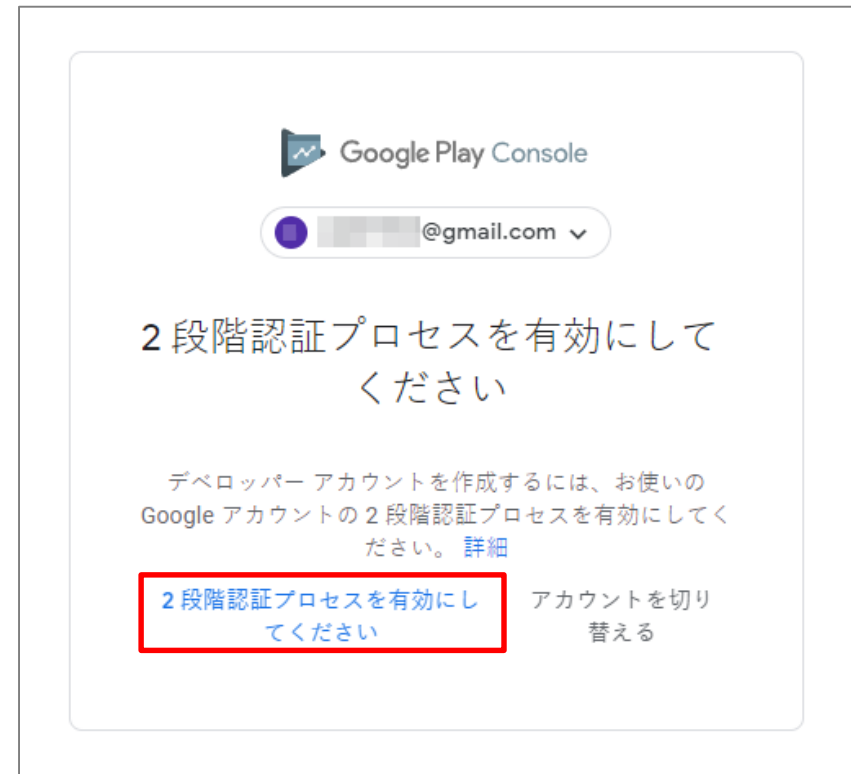 Google Play Console
@gmail.com
2 段階認証プロセスを有効にして
ください
デベロッパー アカウントを作成するには、お使いの
Google アカウントの 2 段階認証プロセスを有効にしてく
ださい。 詳細
2 段階認証プロセスを有効にし
てください
アカウントを切り
替える